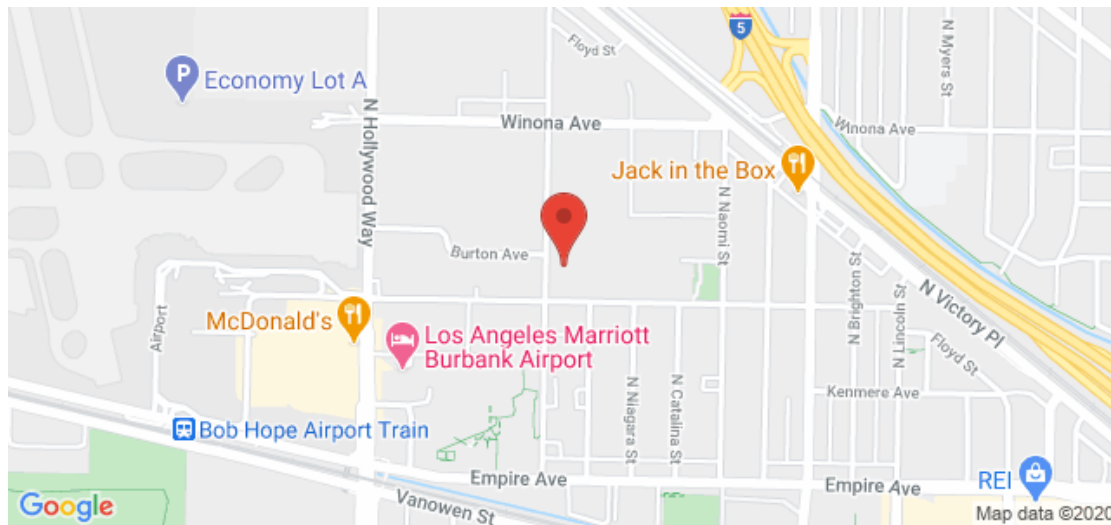 5
Floyd St
N Myers St
P Economy Lot A
N Hollywood Way
Winona Ave
Winona Ave
Jack in the Box
N Naomi St
Burton Ave
N Brighton St
N Lincoln St
N Victory Pl
Airport
McDonald's
Los Angeles Marriott
Burbank Airport
Floyd St
N Niagara St
N Catalina St
Kenmere Ave
Bob Hope Airport Train
Empire Ave
Empire Ave
REI
Google
Vanowen St
Map data ©2020